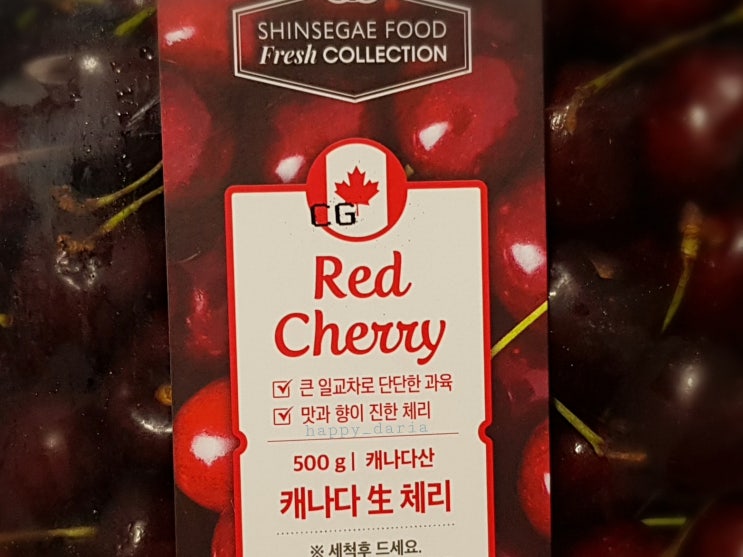 SHINSEGAE FOOD
Fresh COLLECTION
CG
Red
Cherry
큰 일교차로 단단한 과육
맛과 향이 진한 체리
happy_daria
500 g | 캐나다산
캐나다 生 체리
※ 세척후 드세요.